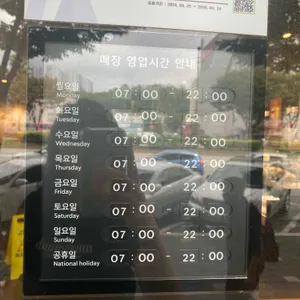 매장 영업시간 안내
월요일 07 : 00 - 22 : 00
Monday
화요일 07 : 00 - 22 : 00
Tuesday
수요일 07 : 00 - 22 : 00
Wednesday
목요일 07 : 00 - 22 : 00
Thursday
금요일 07 : 00 - 22 : 00
Friday
토요일 07 : 00 - 22 : 00
Saturday
일요일 07 : 00 - 22 : 00
Sunday
공휴일 07 : 00 - 22 : 00
National holiday